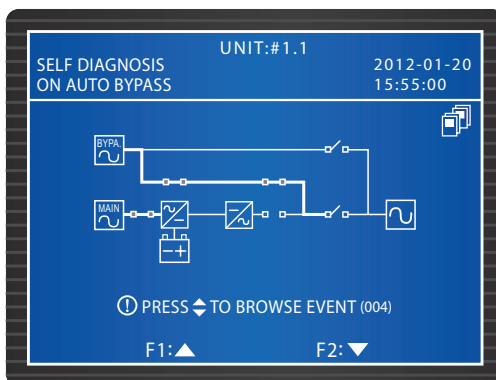 UNIT:#1.1
SELF DIAGNOSIS
2012-01-20
ON AUTO BYPASS
15:55:00
BYPA.
MAIN
PRESS TO BROWSE EVENT (004)
F1:
F2: